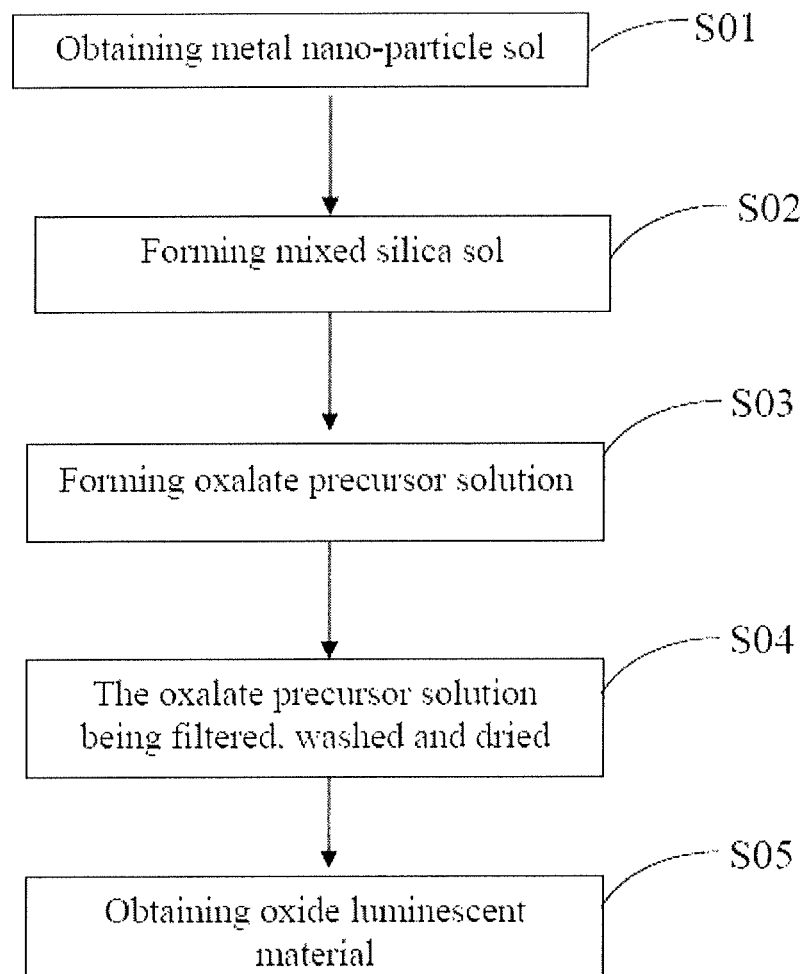 Obtaining metal nano-particle sol
S01
Forming mixed silica sol
S02
Forming oxalate precursor solution
S03
The oxalate precursor solution
being filtered, washed and dried
S04
Obtaining oxide luminescent
material
S05